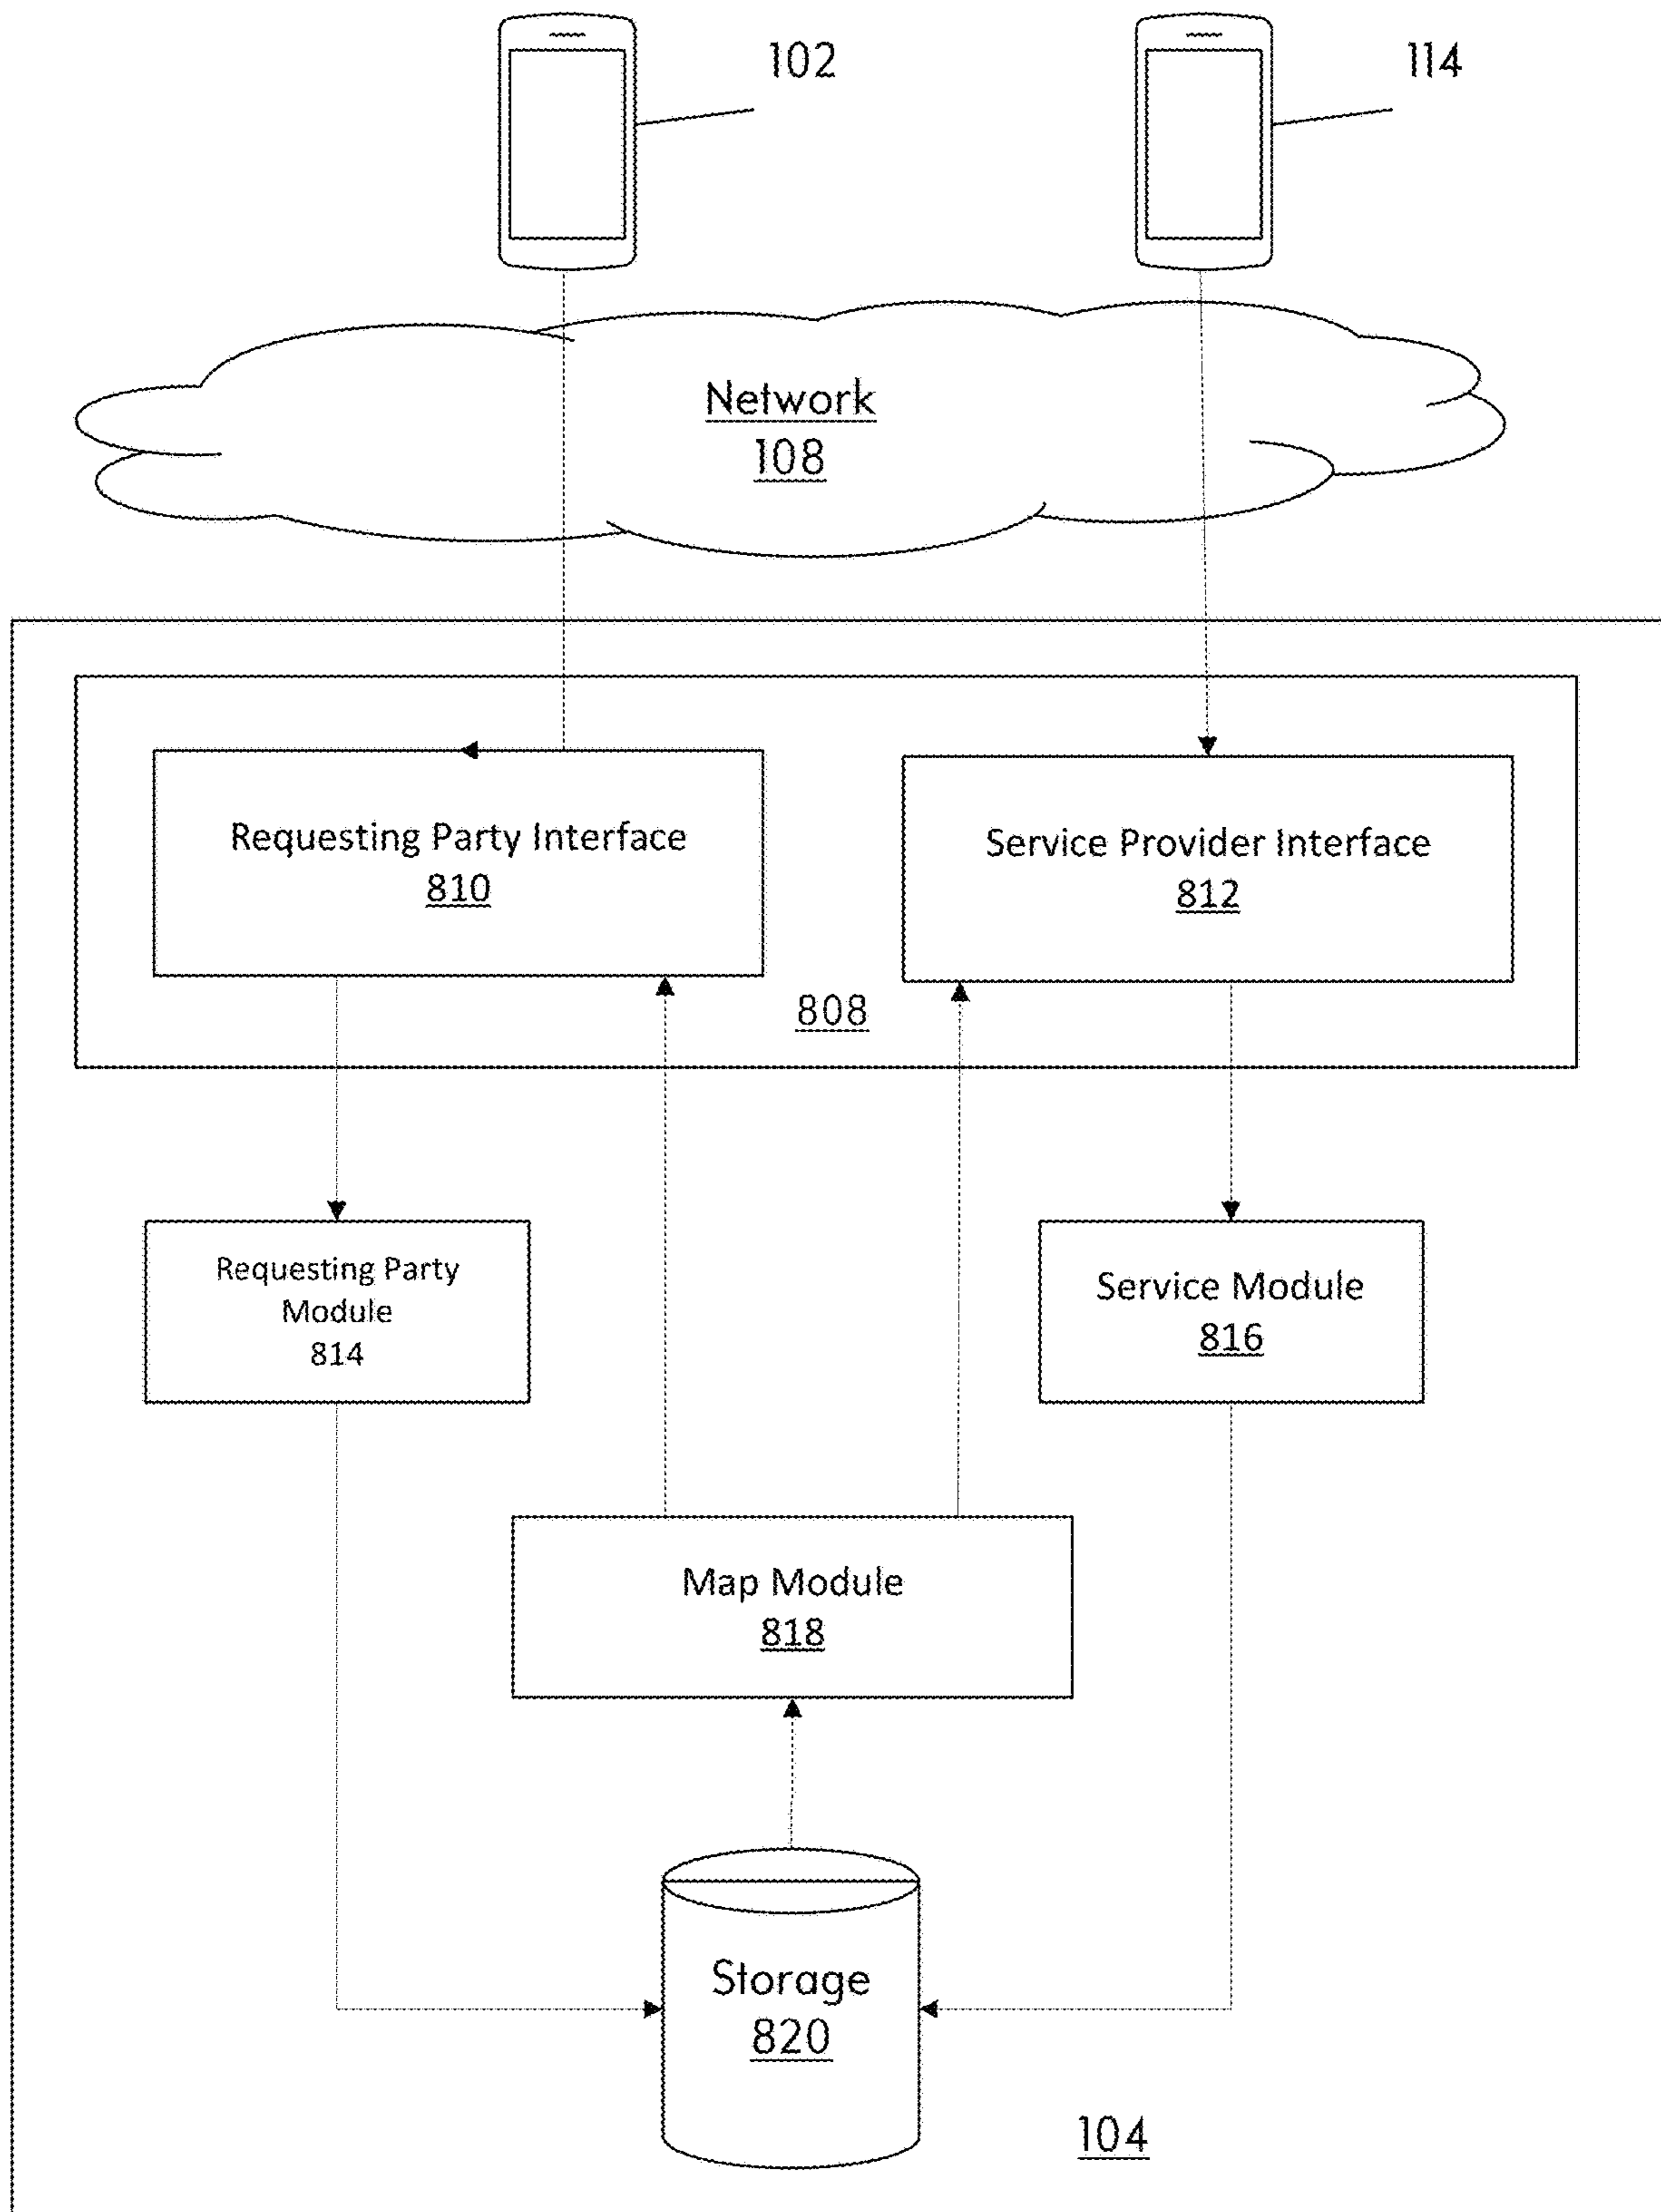 102
114
Network
108
Requesting Party Interface
810
Service Provider Interface
812
808
Requesting Party
Module
814
Service Module
816
Map Module
818
Storage
820
104